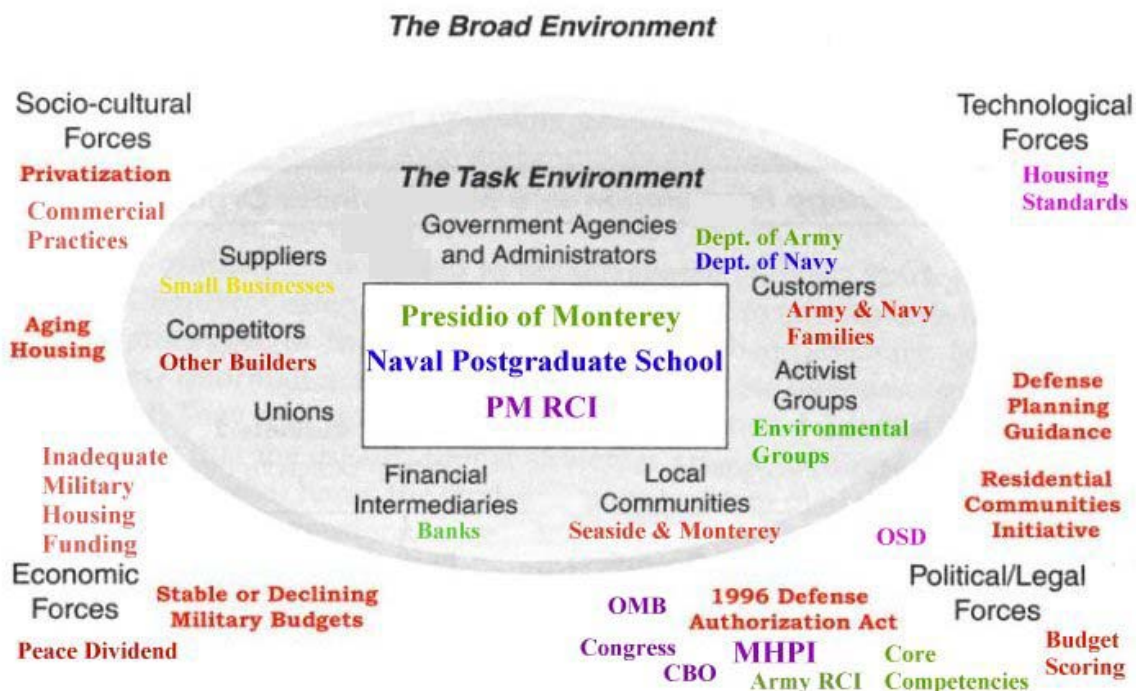 The Broad Environment
Socio-cultural
Forces
Privatization
Commercial
Practices
Technological
Forces
Housing
Standards
The Task Environment
Government Agencies
and Administrators
Dept. of Army
Dept. of Navy
Suppliers
Small Businesses
Customers
Army & Navy
Families
Aging
Housing
Competitors
Other Builders
Unions
Presidio of Monterey
Naval Postgraduate School
PM RCI
Activist
Groups
Environmental
Groups
Defense
Planning
Guidance
Inadequate
Military
Housing
Funding
Financial
Intermediaries
Banks
Local
Communities
Seaside & Monterey
Residential
Communities
Initiative
OSD
Economic
Forces
Stable or Declining
Military Budgets
Peace Dividend
Political/Legal
Forces
OMB
1996 Defense
Authorization Act
Congress
CBO
MHPI
Army RCI
Core
Competencies
Budget
Scoring